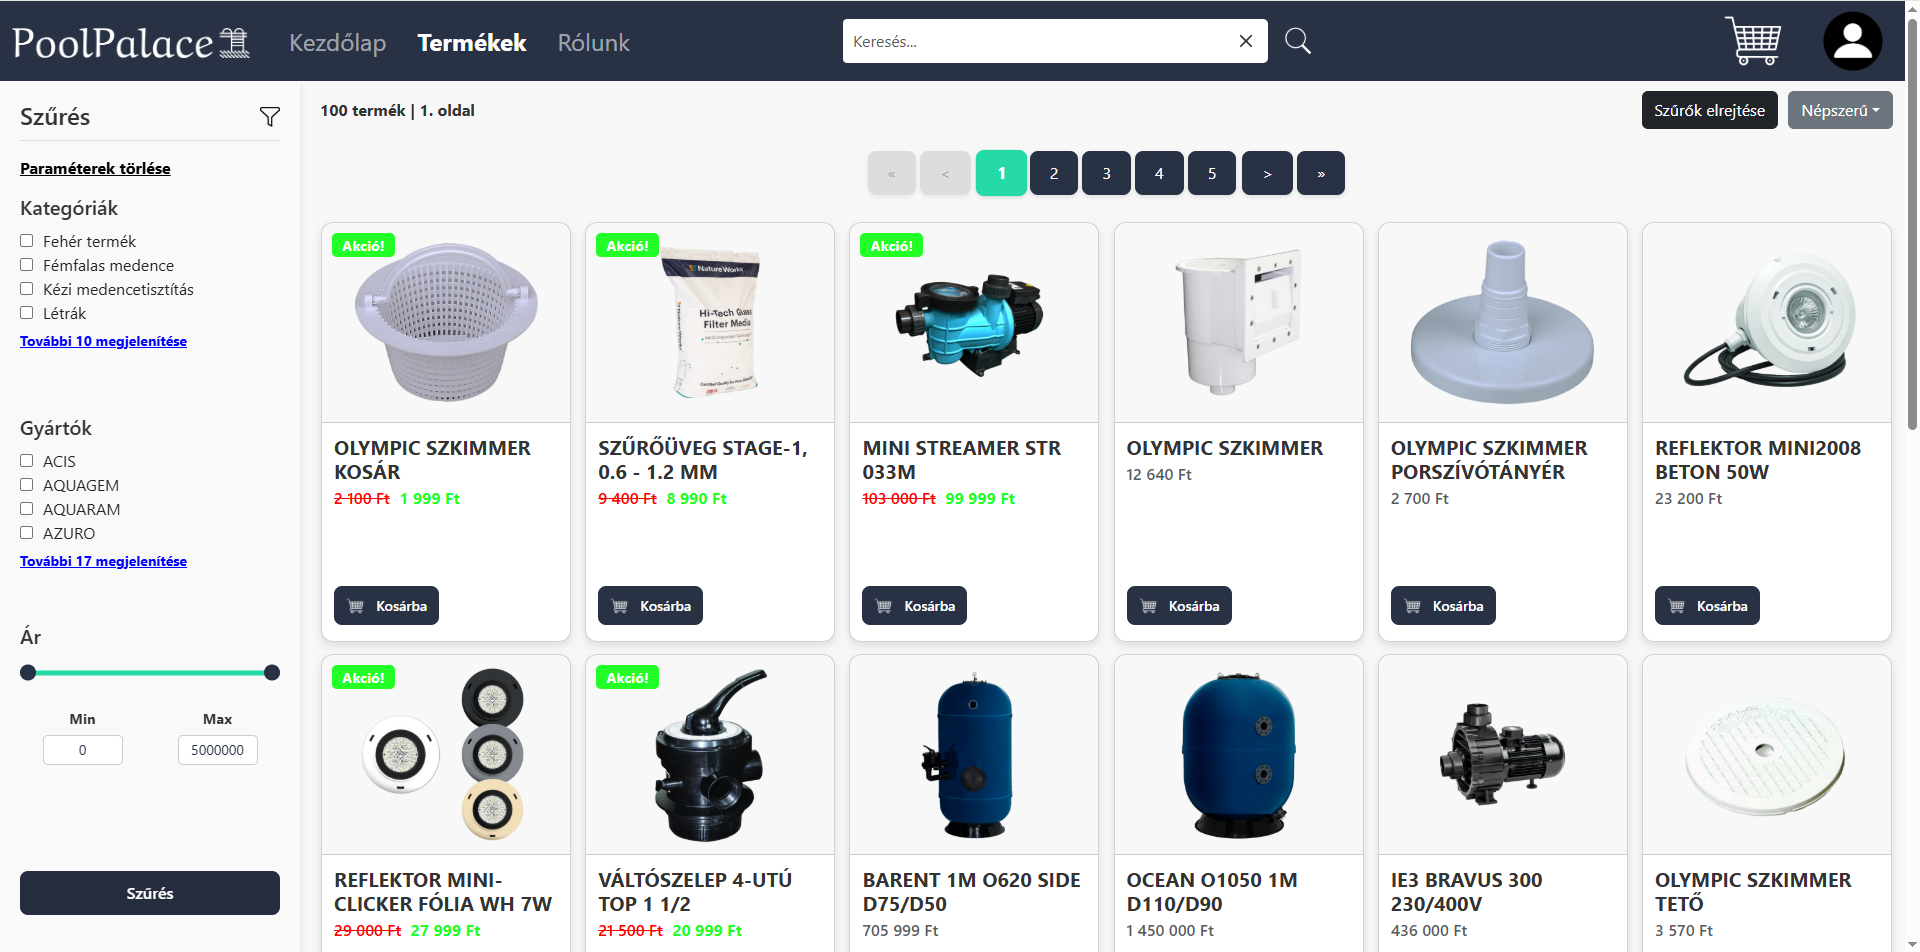 PoolPalace
Kezdőlap
Termékek
Rólunk
Keresés...
Szűrés
Paraméterek törlése
Kategóriák
Fehér termék
Fémfalas medence
Kézi medencetisztítás
Létrák
További 10 megjelenítése
Gyártók
ACIS
AQUAGEM
AQUARAM
AZURO
További 17 megjelenítése
Ár
Min Max
0 5000000
Szűrés
100 termék | 1. oldal
Szűrők elrejtése
Népszerű
« < 1 2 3 4 5 > »
Akció!
OLYMPIC SZKIMMER
KOSÁR
2 100 Ft 1 999 Ft
Kosárba
Akció!
NatureWorks
Hi-Tech Glass
Filter Media
SZŰRŐÜVEG STAGE-1,
0.6 - 1.2 MM
9 400 Ft 8 990 Ft
Kosárba
Akció!
MINI STREAMER STR
033M
103 000 Ft 99 999 Ft
Kosárba
OLYMPIC SZKIMMER
12 640 Ft
Kosárba
OLYMPIC SZKIMMER
PORSZÍVÓTÁNYÉR
2 700 Ft
Kosárba
REFLEKTOR MINI2008
BETON 50W
23 200 Ft
Kosárba
Akció!
REFLEKTOR MINI-
CLICKER FÓLIA WH 7W
29 000 Ft 27 999 Ft
Akció!
VÁLTÓSZELEP 4-UTÚ
TOP 1 1/2
21 500 Ft 20 999 Ft
BARENT 1M O620 SIDE
D75/D50
705 999 Ft
OCEAN O1050 1M
D110/D90
1 450 000 Ft
IE3 BRAVUS 300
230/400V
436 000 Ft
OLYMPIC SZKIMMER
TETŐ
3 570 Ft